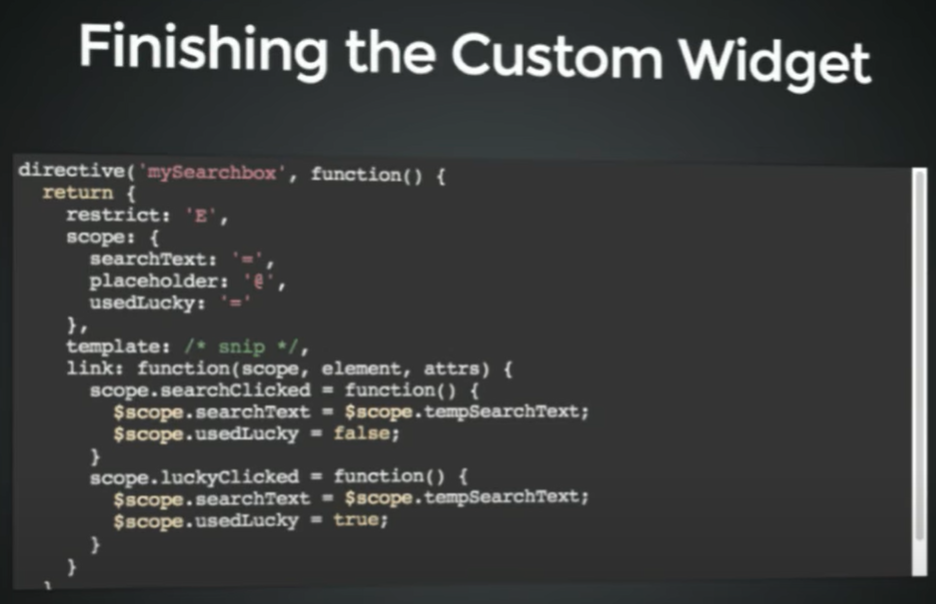 Finishing the Custom Widget
directive('mySearchbox', function() {
  return {
    restrict: 'E',
    scope: {
      searchText: '=',
      placeholder: '@',
      usedLucky: '='
    },
    template: /* snip */,
    link: function(scope, element, attrs) {
      scope.searchClicked = function() {
        $scope.searchText = $scope.tempSearchText;
        $scope.usedLucky = false;
      }
      scope.luckyClicked = function() {
        $scope.searchText = $scope.tempSearchText;
        $scope.usedLucky = true;
      }
    }
  }